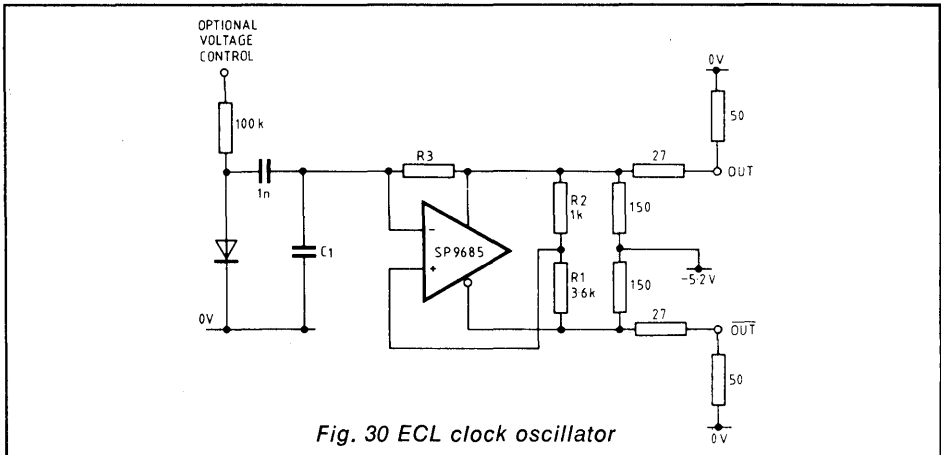 OPTIONAL
VOLTAGE
CONTROL
100k
1n
C1
0V
R3
SP9685
-
+
R2
1k
R1
3.6k
150
150
-5.2V
27
27
0V
50
OUT
OUT
50
0V
Fig. 30 ECL clock oscillator